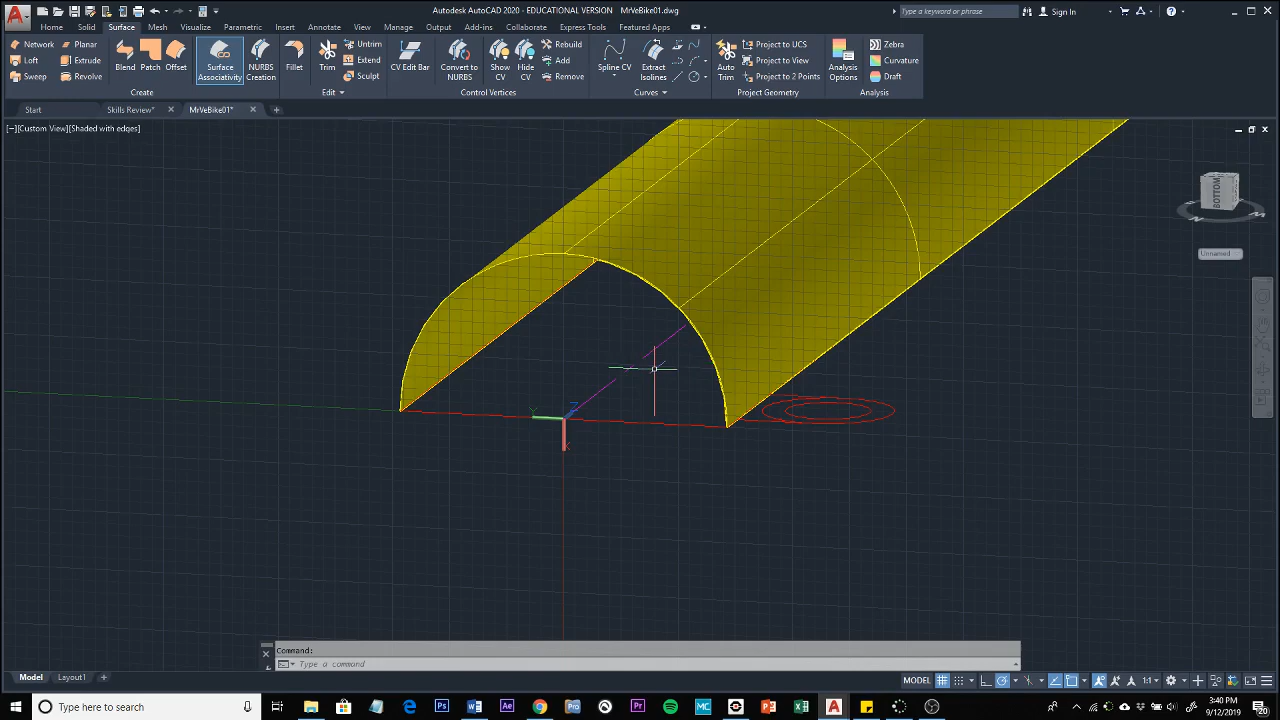 Autodesk AutoCAD 2020 - EDUCATIONAL VERSION MrVeBike01.dwg
Type a keyword or phrase
Sign In
Home Solid Surface Mesh Visualize Parametric Insert Annotate View Manage Output Add-ins Collaborate Express Tools Featured Apps
Network Planar
Loft Extrude
Sweep Revolve
Blend Patch Offset
Surface Associativity
NURBS Creation
Fillet
Trim
Untrim
Extend
Sculpt
CV Edit Bar
Convert to NURBS
Show CV
Hide CV
Rebuild
Add
Remove
Spline CV
Extract Isolines
Auto Trim
Project to UCS
Project to View
Project to 2 Points
Analysis Options
Zebra
Curvature
Draft
Create Edit Control Vertices Curves Project Geometry Analysis
Start Skills Review* MrVeBike01*
[−][Custom View][Shaded with edges]
BOTTOM
Unnamed
Y
Z
X
Command:
Type a command
Model Layout1
MODEL
1:1
Type here to search
3:40 PM
9/12/2019